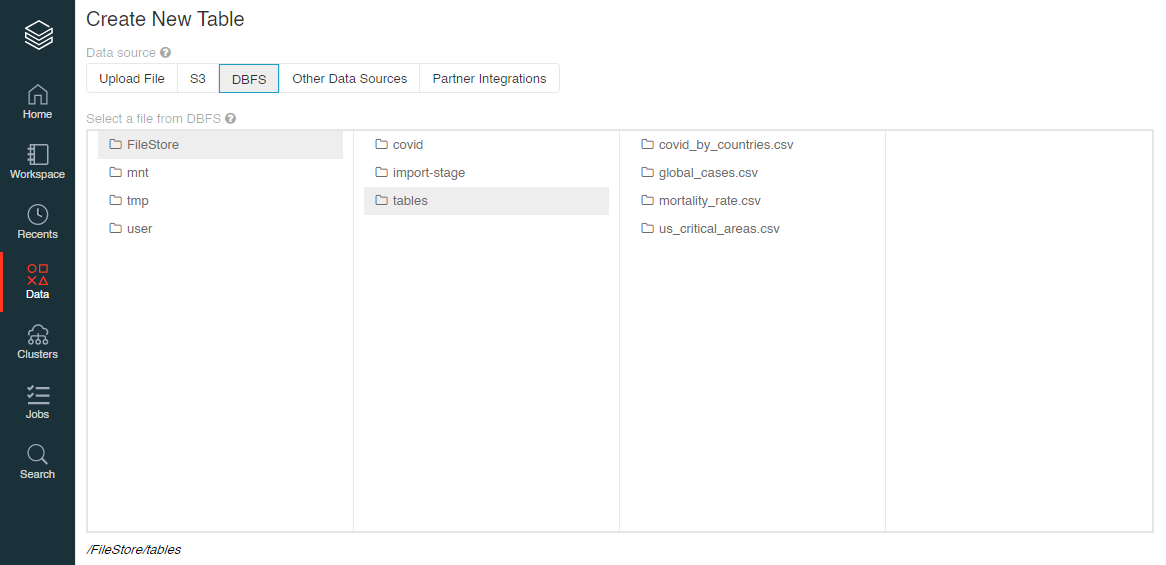 Create New Table
Data source
Upload File S3 DBFS Other Data Sources Partner Integrations
Select a file from DBFS
FileStore
mnt
tmp
user
covid
import-stage
tables
covid_by_countries.csv
global_cases.csv
mortality_rate.csv
us_critical_areas.csv
/FileStore/tables
Home
Workspace
Recents
Data
Clusters
Jobs
Search